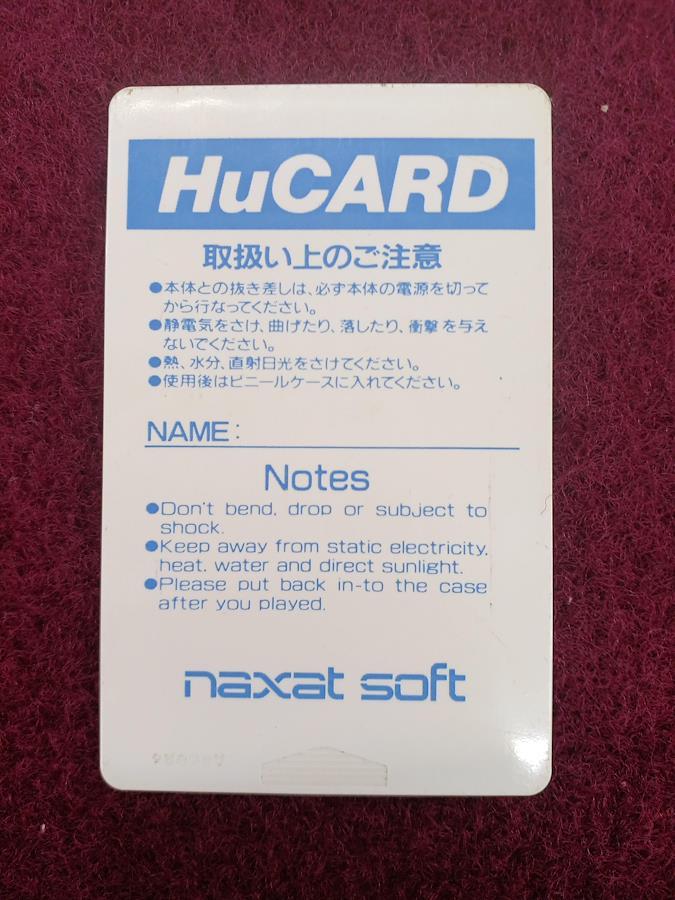 HuCARD
取扱い上のご注意
●本体との抜き差しは、必ず本体の電源を切って
から行なってください。
●静電気をさけ、曲げたり、落したり、衝撃を与え
ないでください。
●熱、水分、直射日光をさけてください。
●使用後はビニールケースに入れてください。
NAME:
Notes
●Don't bend, drop or subject to
shock.
●Keep away from static electricity,
heat, water and direct sunlight.
●Please put back in-to the case
after you played.
naxat soft